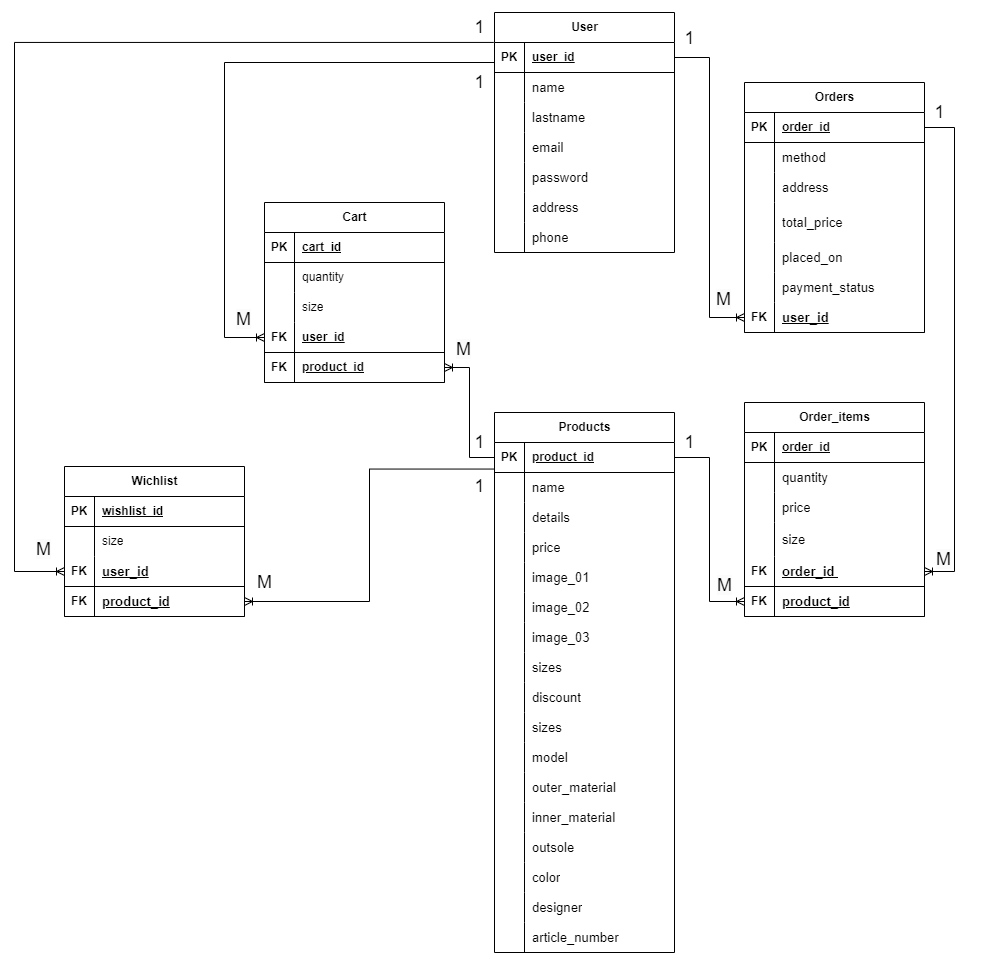 1
User
PK user_id
1
name
lastname
email
password
address
phone
1
Orders
PK order_id
method
address
total_price
placed_on
payment_status
FK user_id
M
1
Cart
PK cart_id
quantity
size
FK user_id
FK product_id
M
M
Products
PK product_id
name
details
price
image_01
image_02
image_03
sizes
discount
sizes
model
outer_material
inner_material
outsole
color
designer
article_number
1
1
1
Order_items
PK order_id
quantity
price
size
FK order_id
FK product_id
M
M
Wichlist
PK wishlist_id
size
FK user_id
FK product_id
M
M